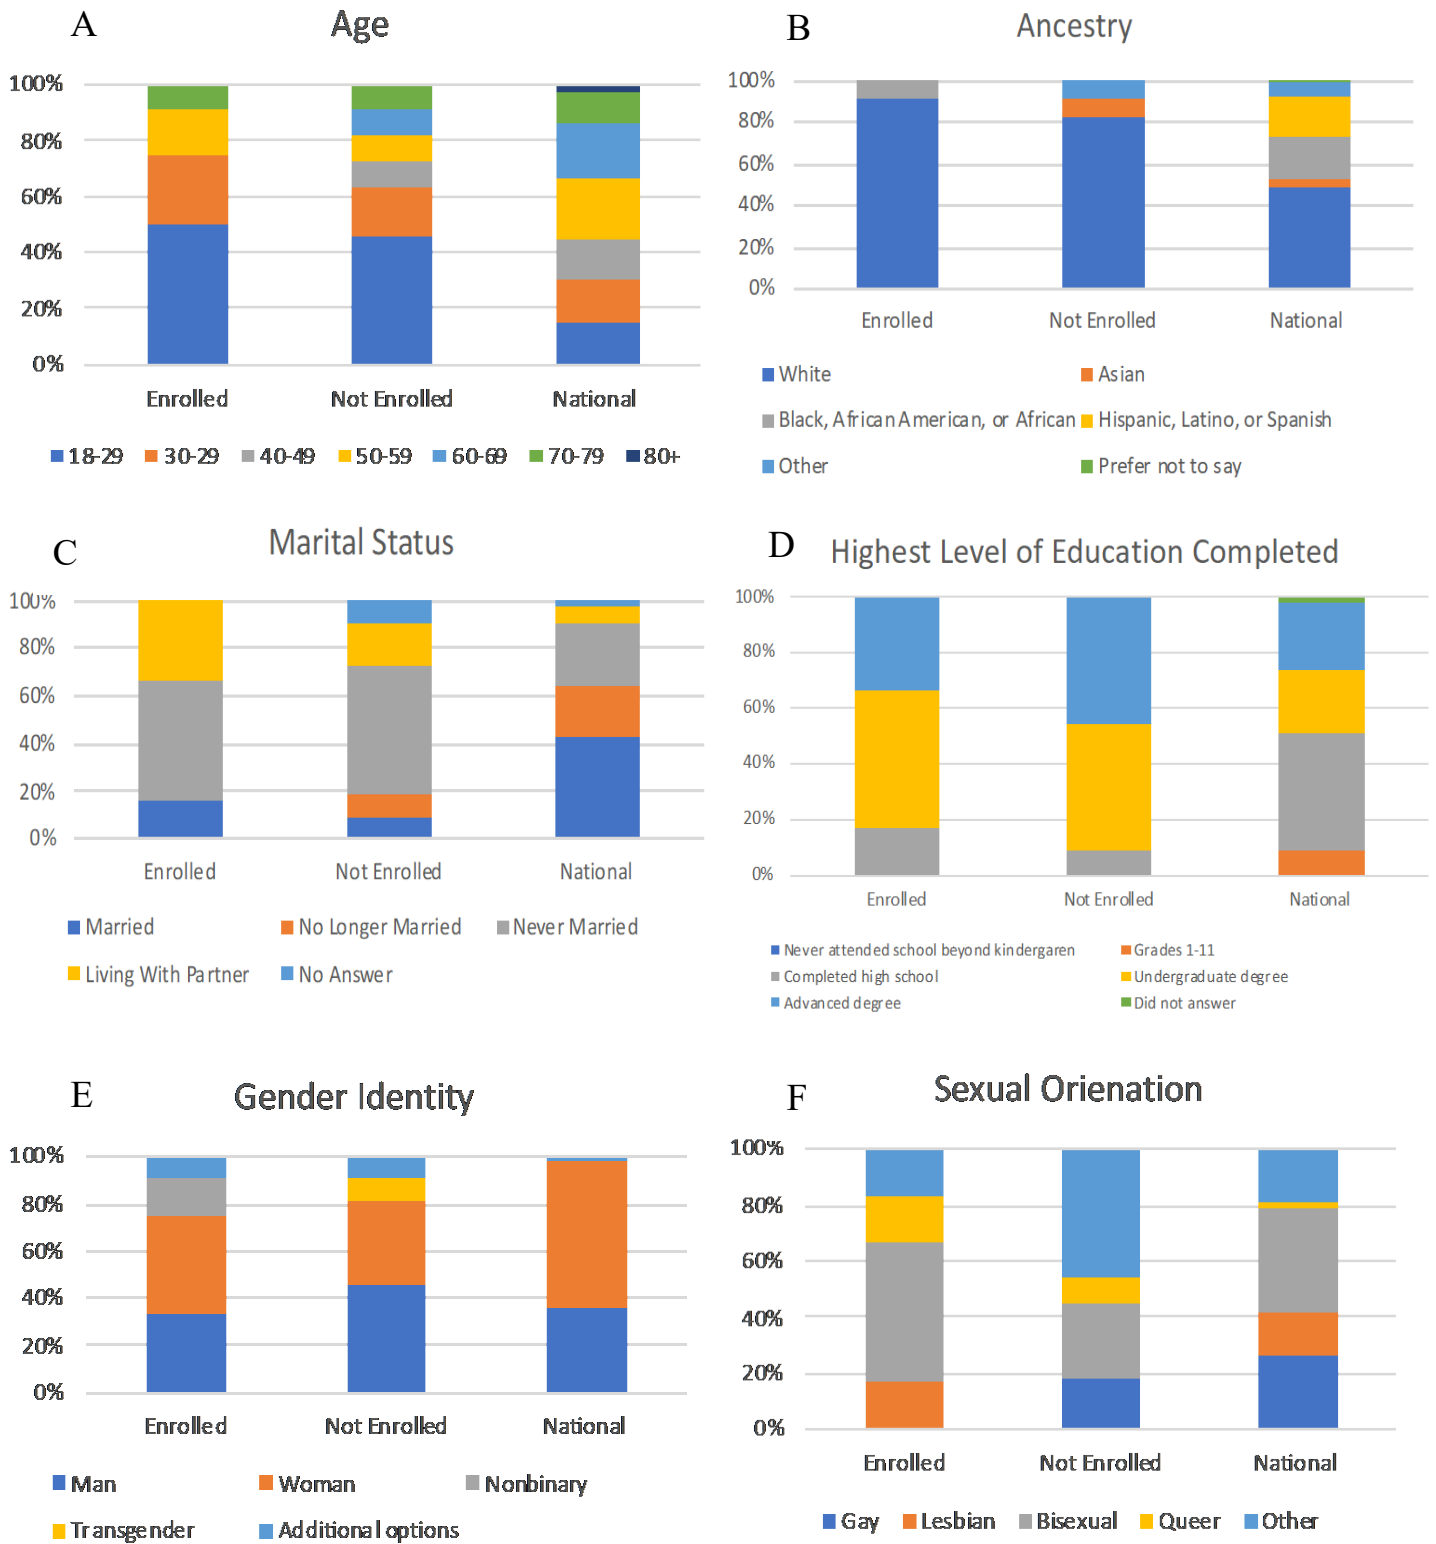 A
Age
100%
80%
60%
40%
20%
0%
Enrolled Not Enrolled National
18-29 30-29 40-49 50-59 60-69 70-79 80+
B
Ancestry
100%
80%
60%
40%
20%
0%
Enrolled Not Enrolled National
White Asian
Black, African American, or African Hispanic, Latino, or Spanish
Other Prefer not to say
C
Marital Status
100%
80%
60%
40%
20%
0%
Enrolled Not Enrolled National
Married No Longer Married Never Married
Living With Partner No Answer
D
Highest Level of Education Completed
100%
80%
60%
40%
20%
0%
Enrolled Not Enrolled National
Never attended school beyond kindergaren Grades 1-11
Completed high school Undergraduate degree
Advanced degree Did not answer
E
Gender Identity
100%
80%
60%
40%
20%
0%
Enrolled Not Enrolled National
Man Woman Nonbinary
Transgender Additional options
F
Sexual Orienation
100%
80%
60%
40%
20%
0%
Enrolled Not Enrolled National
Gay Lesbian Bisexual Queer Other